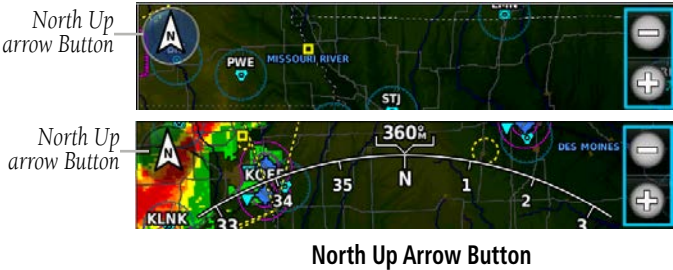 North Up
arrow Button
N
EMN
PWE
MISSOURI RIVER
STJ
North Up
arrow Button
N
360°M
DES MOINES
35
N
1
34
2
KLNK
33
3
North Up Arrow Button